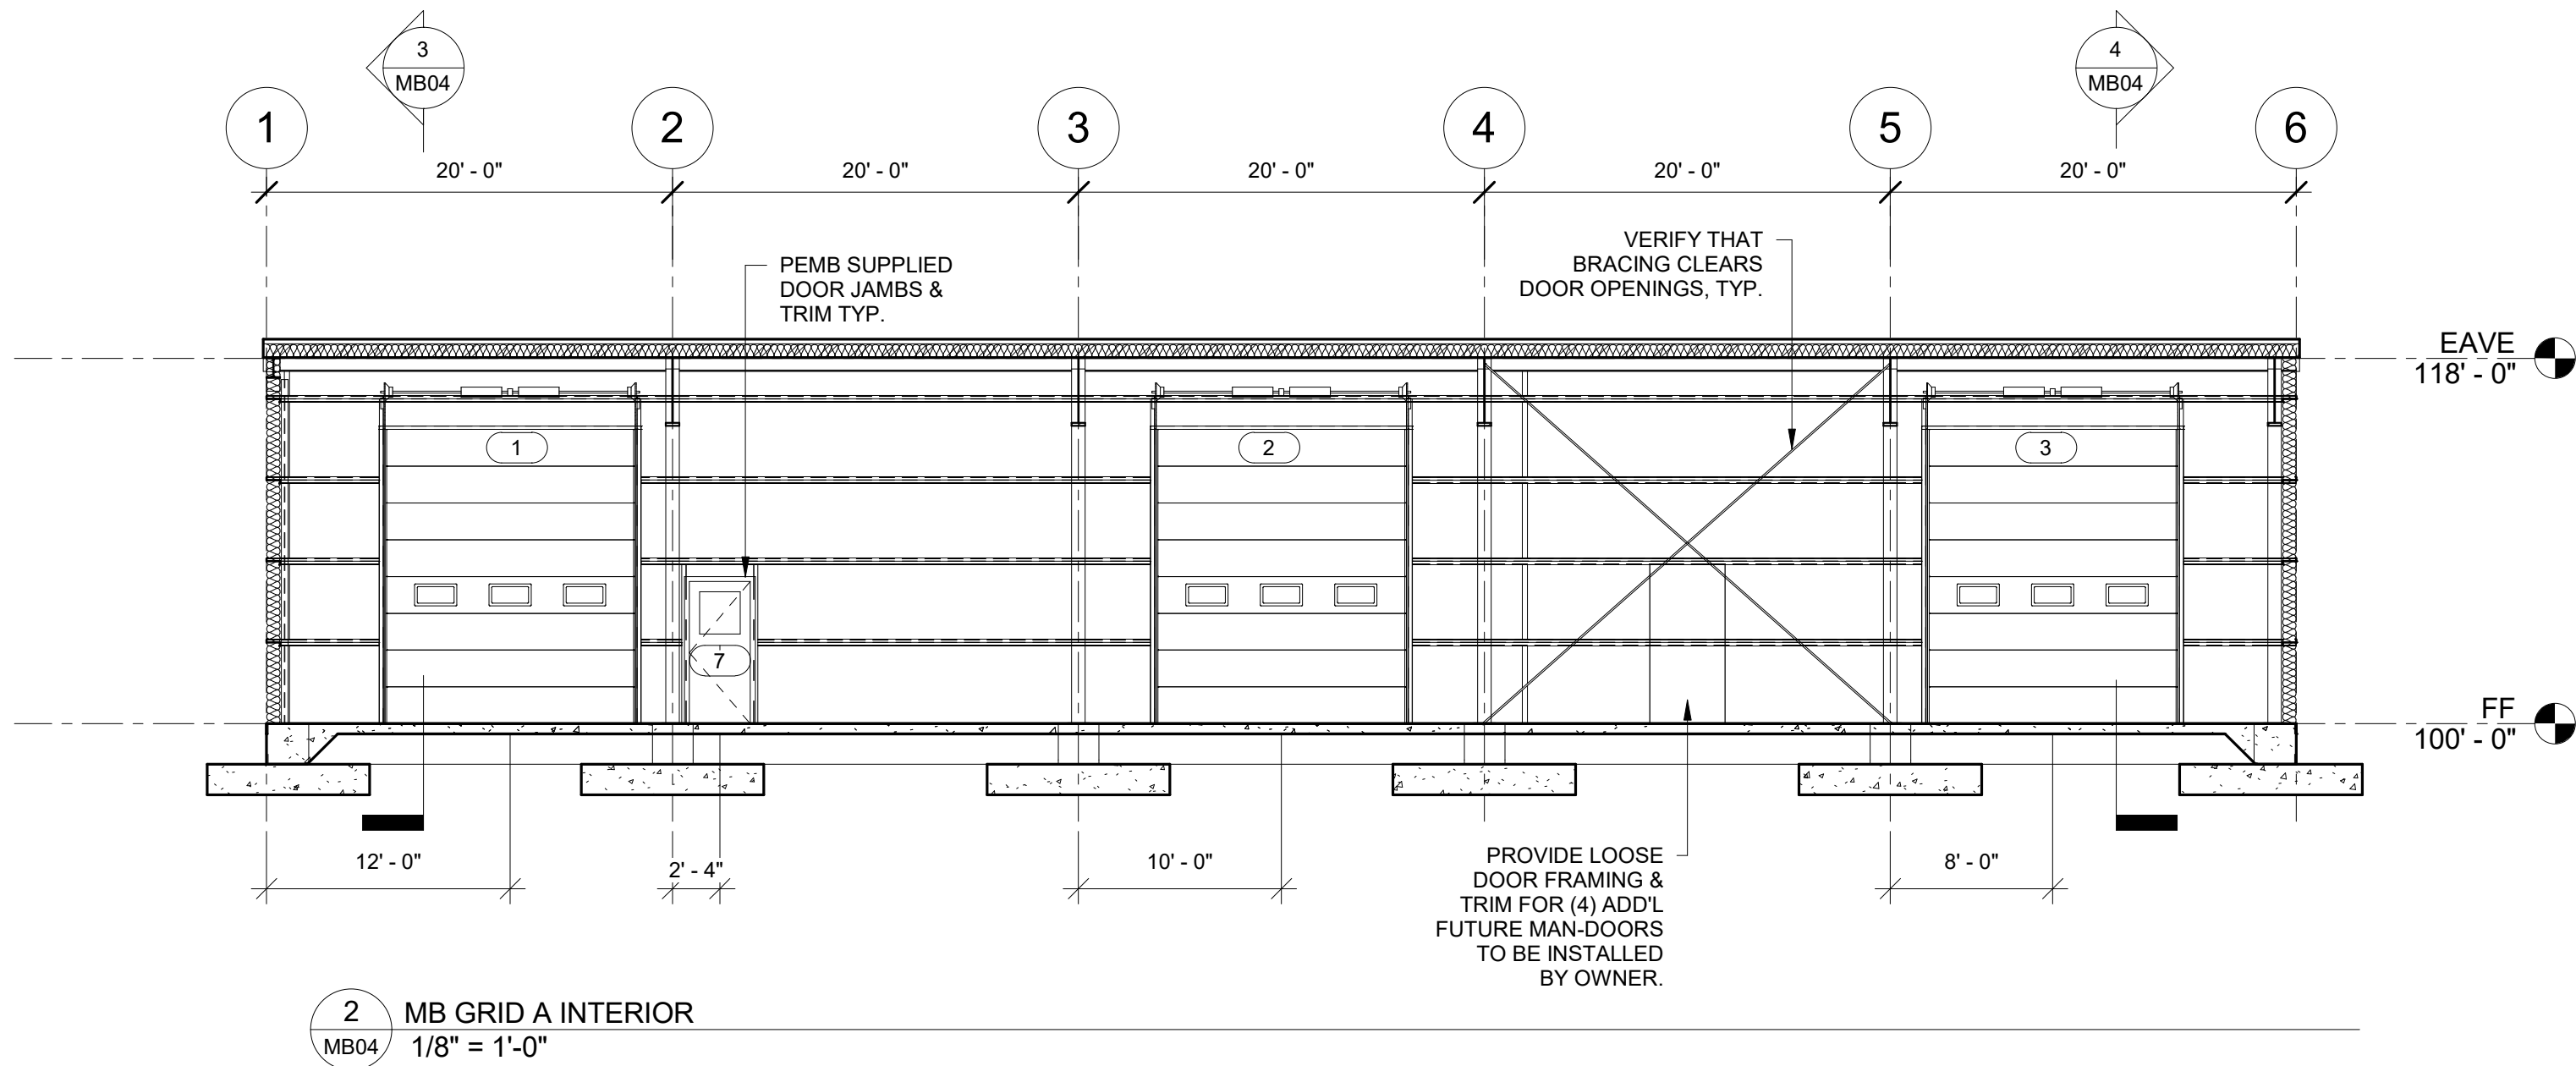 3
MB04
4
MB04
1
2
3
4
5
6
20' - 0"
20' - 0"
20' - 0"
20' - 0"
20' - 0"
PEMB SUPPLIED
DOOR JAMBS &
TRIM TYP.
VERIFY THAT
BRACING CLEARS
DOOR OPENINGS, TYP.
EAVE
118' - 0"
1
2
3
7
FF
100' - 0"
12' - 0"
2' - 4"
10' - 0"
8' - 0"
PROVIDE LOOSE
DOOR FRAMING &
TRIM FOR (4) ADD'L
FUTURE MAN-DOORS
TO BE INSTALLED
BY OWNER.
2
MB04
MB GRID A INTERIOR
1/8" = 1'-0"